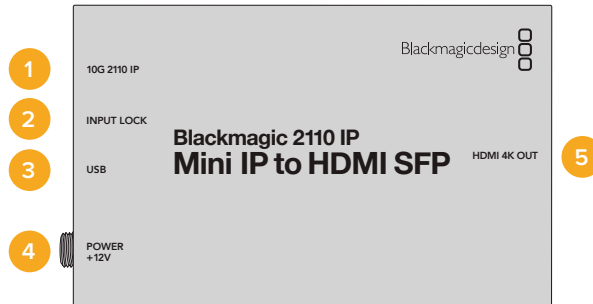 Blackmagicdesign
1
10G 2110 IP
2
INPUT LOCK
Blackmagic 2110 IP
Mini IP to HDMI SFP
3
USB
HDMI 4K OUT
5
4
POWER
+12V